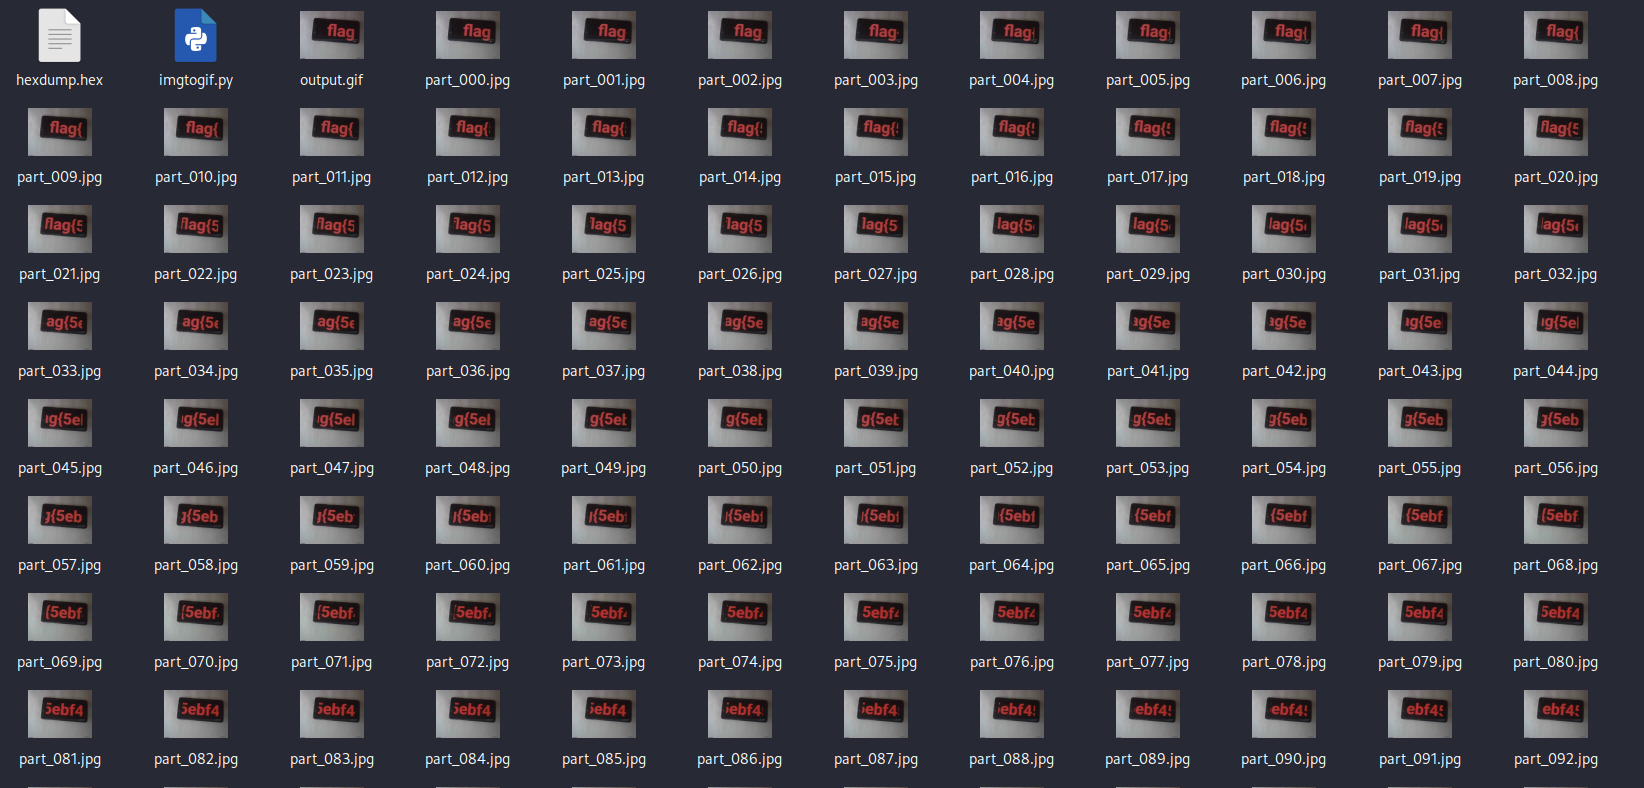 flag flag flag flag flag flag{ flag{ flag{ flag{ flag{
hexdump.hex imgtogif.py output.gif part_000.jpg part_001.jpg part_002.jpg part_003.jpg part_004.jpg part_005.jpg part_006.jpg part_007.jpg part_008.jpg
flag{ flag{ flag{ flag{ flag{ flag{ flag{ flag{ flag{5 flag{5 flag{5 flag{5
part_009.jpg part_010.jpg part_011.jpg part_012.jpg part_013.jpg part_014.jpg part_015.jpg part_016.jpg part_017.jpg part_018.jpg part_019.jpg part_020.jpg
flag{5 flag{5 flag{5 lag{5 lag{5 lag{5 lag{5 lag{5 lag{5 lag{5 lag{5 ag{5
part_021.jpg part_022.jpg part_023.jpg part_024.jpg part_025.jpg part_026.jpg part_027.jpg part_028.jpg part_029.jpg part_030.jpg part_031.jpg part_032.jpg
ag{5e ag{5e ag{5e ag{5e ag{5e ag{5e ag{5e ag{5e ag{5e ag{5e g{5e g{5e
part_033.jpg part_034.jpg part_035.jpg part_036.jpg part_037.jpg part_038.jpg part_039.jpg part_040.jpg part_041.jpg part_042.jpg part_043.jpg part_044.jpg
g{5e g{5e g{5e g{5eb g{5eb g{5eb g{5eb g{5eb g{5eb g{5eb g{5eb g{5eb
part_045.jpg part_046.jpg part_047.jpg part_048.jpg part_049.jpg part_050.jpg part_051.jpg part_052.jpg part_053.jpg part_054.jpg part_055.jpg part_056.jpg
{5eb {5eb {5eb {5eb {5eb {5ebf {5ebf {5ebf {5ebf {5ebf {5ebf {5ebf
part_057.jpg part_058.jpg part_059.jpg part_060.jpg part_061.jpg part_062.jpg part_063.jpg part_064.jpg part_065.jpg part_066.jpg part_067.jpg part_068.jpg
{5ebf {5ebf {5ebf 5ebf 5ebf 5ebf4 5ebf4 5ebf4 5ebf4 5ebf4 5ebf4 5ebf4
part_069.jpg part_070.jpg part_071.jpg part_072.jpg part_073.jpg part_074.jpg part_075.jpg part_076.jpg part_077.jpg part_078.jpg part_079.jpg part_080.jpg
5ebf4 5ebf4 5ebf4 5ebf4 ebf4 ebf4 ebf4 ebf4 ebf4 ebf45 ebf45 ebf45
part_081.jpg part_082.jpg part_083.jpg part_084.jpg part_085.jpg part_086.jpg part_087.jpg part_088.jpg part_089.jpg part_090.jpg part_091.jpg part_092.jpg